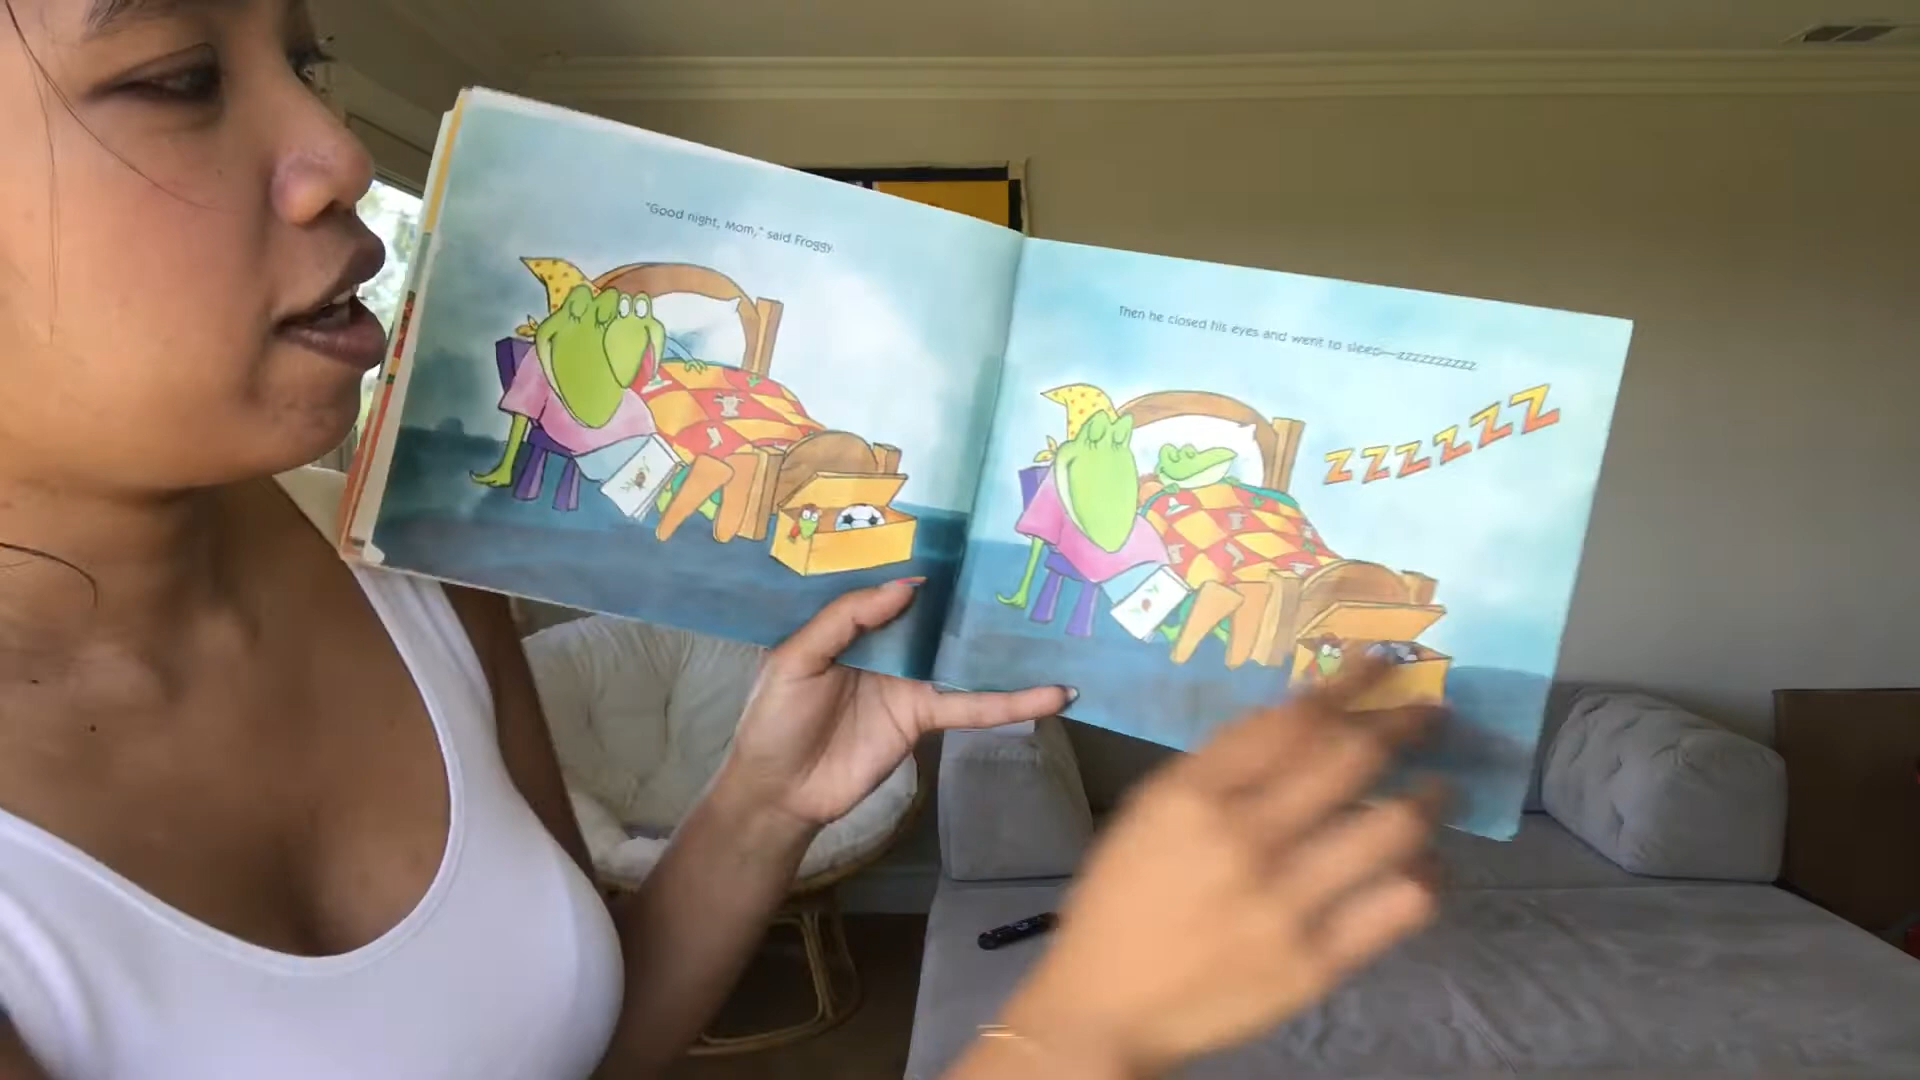 "Good night, Mom," said Froggy.
Then he closed his eyes and went to sleep—zzzzzzzzzz
ZZZZZZ